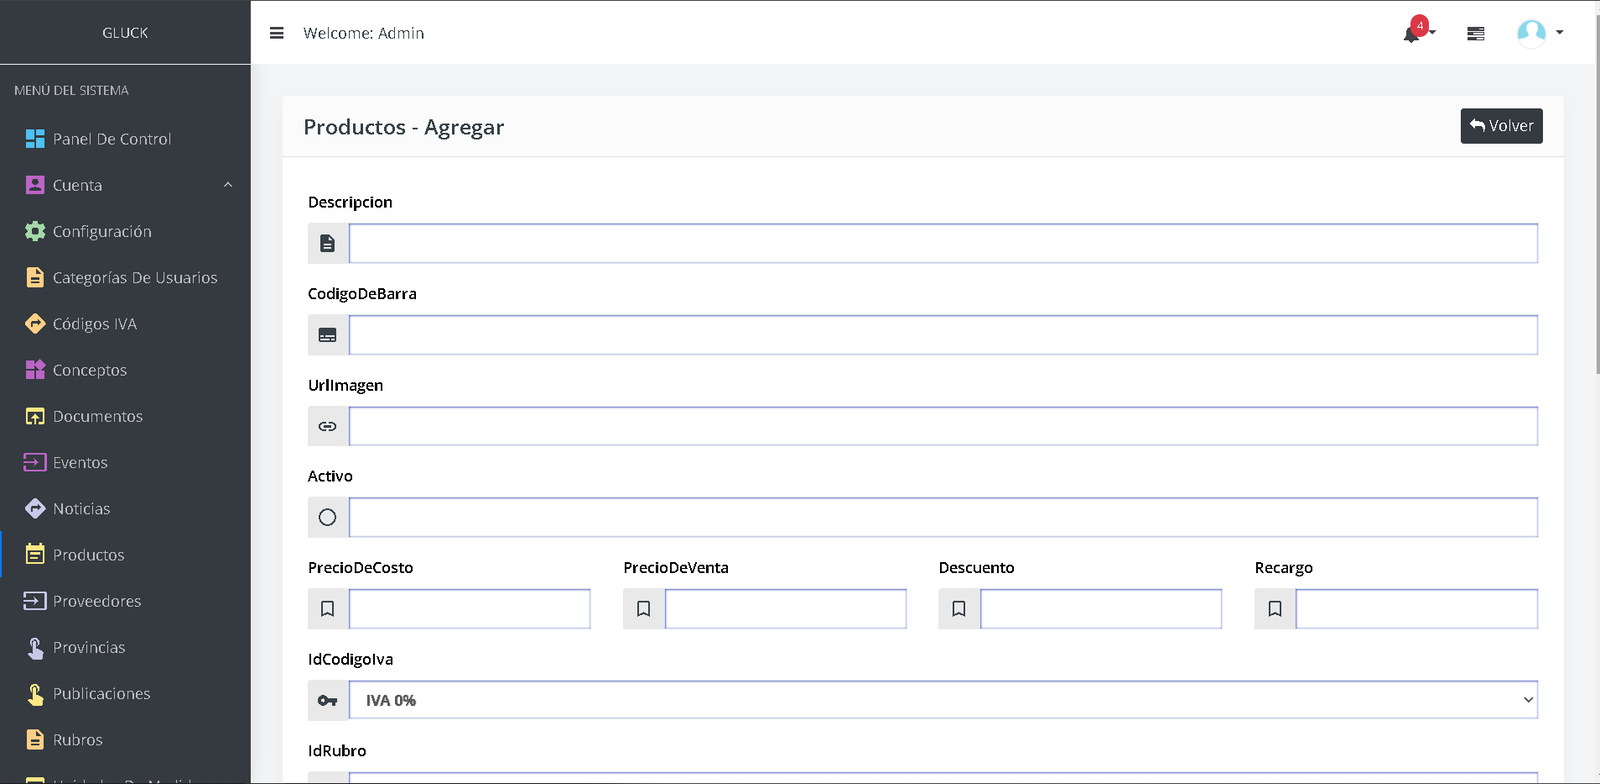 GLUCK
Welcome: Admin
4
MENÚ DEL SISTEMA
Panel De Control
Cuenta
Configuración
Categorías De Usuarios
Códigos IVA
Conceptos
Documentos
Eventos
Noticias
Productos
Proveedores
Provincias
Publicaciones
Rubros
Productos - Agregar
Volver
Descripcion
CodigoDeBarra
UrlImagen
Activo
PrecioDeCosto PrecioDeVenta Descuento Recargo
IdCodigoIva
IVA 0%
IdRubro